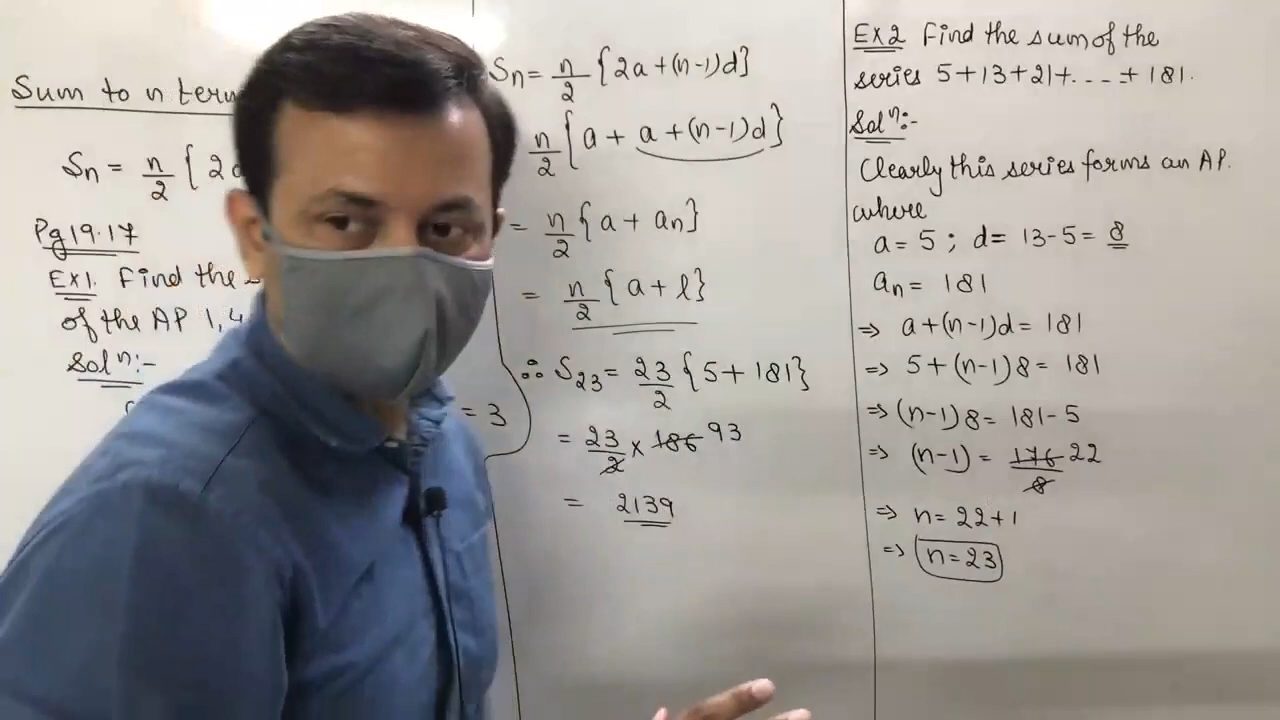 Sum to n
Sn = n/2 { 2
Pg 19.17
Ex1. Find the
of the AP 1, 4
Solⁿ:-
= 3
Sn = n/2 {2a+(n-1)d}
n/2 {a + a+(n-1)d}
= n/2 {a + an}
= n/2 {a + l}
∴ S23 = 23/2 {5+181}
= 23/2 × 186 93
= 2139
Ex2 Find the sum of the
series 5+13+21+....+ 181.
Solⁿ:-
Clearly this series forms an AP.
where
a = 5 ; d = 13-5 = 8
an = 181
⇒ a+(n-1)d = 181
⇒ 5+(n-1)8 = 181
⇒ (n-1)8 = 181-5
⇒ (n-1) = 176/8 22
⇒ n = 22+1
⇒ n = 23